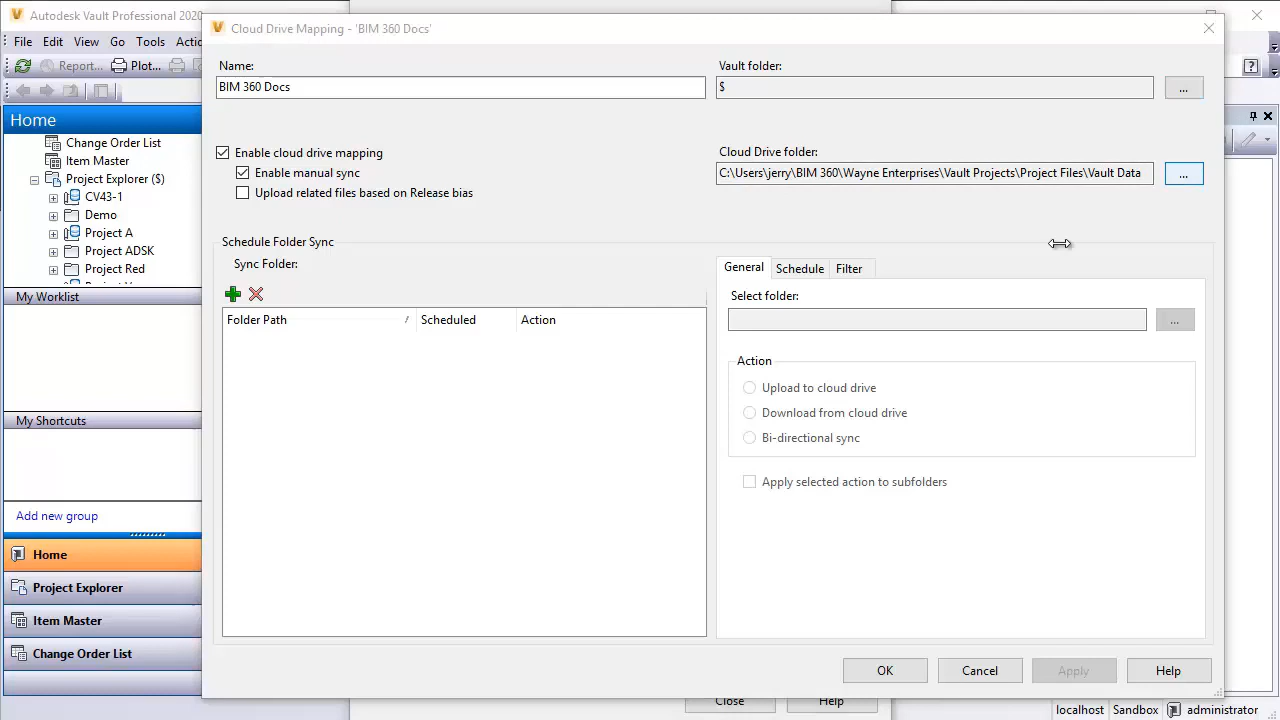 Autodesk Vault Professional 2020
File Edit View Go Tools
Report... Plot...
Home
Change Order List
Item Master
Project Explorer ($)
CV43-1
Demo
Project A
Project ADSK
Project Red
My Worklist
My Shortcuts
Add new group
Home
Project Explorer
Item Master
Change Order List
Cloud Drive Mapping - 'BIM 360 Docs'
Name:
BIM 360 Docs
Vault folder:
$
...
Enable cloud drive mapping
Enable manual sync
Upload related files based on Release bias
Cloud Drive folder:
C:\Users\jerry\BIM 360\Wayne Enterprises\Vault Projects\Project Files\Vault Data
...
Schedule Folder Sync
Sync Folder:
Folder Path / Scheduled Action
General Schedule Filter
Select folder:
...
Action
Upload to cloud drive
Download from cloud drive
Bi-directional sync
Apply selected action to subfolders
OK Cancel Apply Help
Close Help
localhost Sandbox administrator